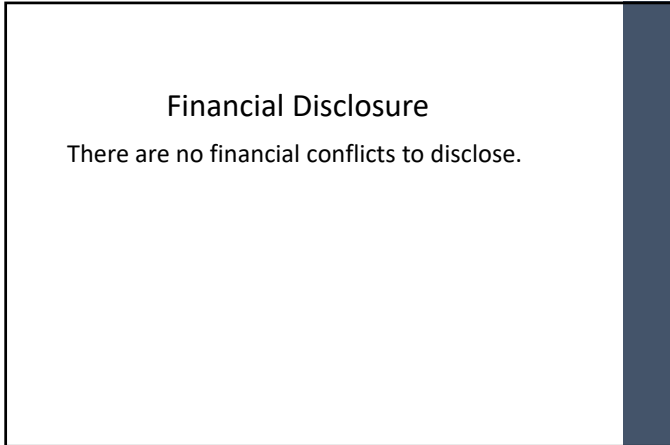 Financial Disclosure
There are no financial conflicts to disclose.